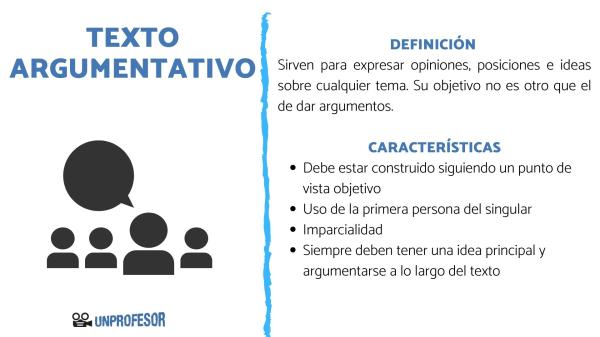 TEXTO
ARGUMENTATIVO
DEFINICIÓN
Sirven para expresar opiniones, posiciones e ideas
sobre cualquier tema. Su objetivo no es otro que el
de dar argumentos.
CARACTERÍSTICAS
• Debe estar construido siguiendo un punto de
vista objetivo
• Uso de la primera persona del singular
• Imparcialidad
• Siempre deben tener una idea principal y
argumentarse a lo largo del texto
UNPROFESOR